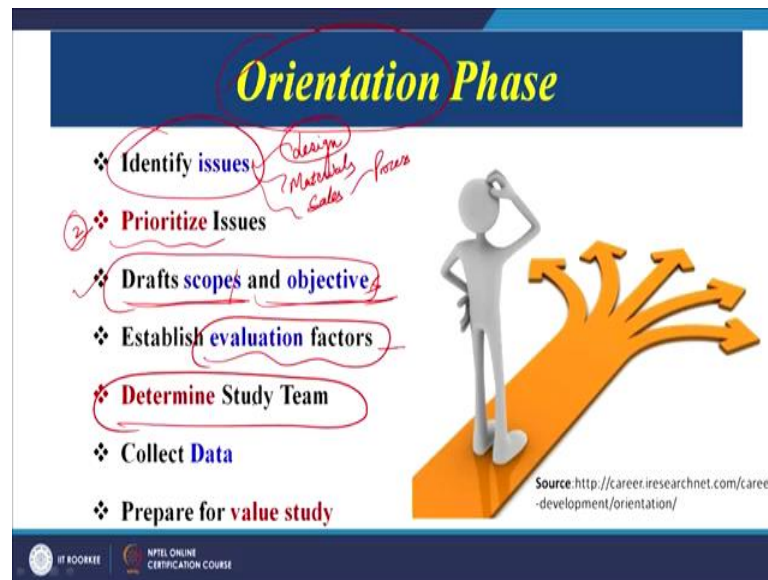 Orientation Phase
❖ Identify issues
design
Materials
Sales
Process
② ❖ Prioritize Issues
❖ Drafts scopes and objective
❖ Establish evaluation factors
❖ Determine Study Team
❖ Collect Data
❖ Prepare for value study
Source:http://career.iresearchnet.com/caree
-development/orientation/
IIT ROORKEE
NPTEL ONLINE
CERTIFICATION COURSE